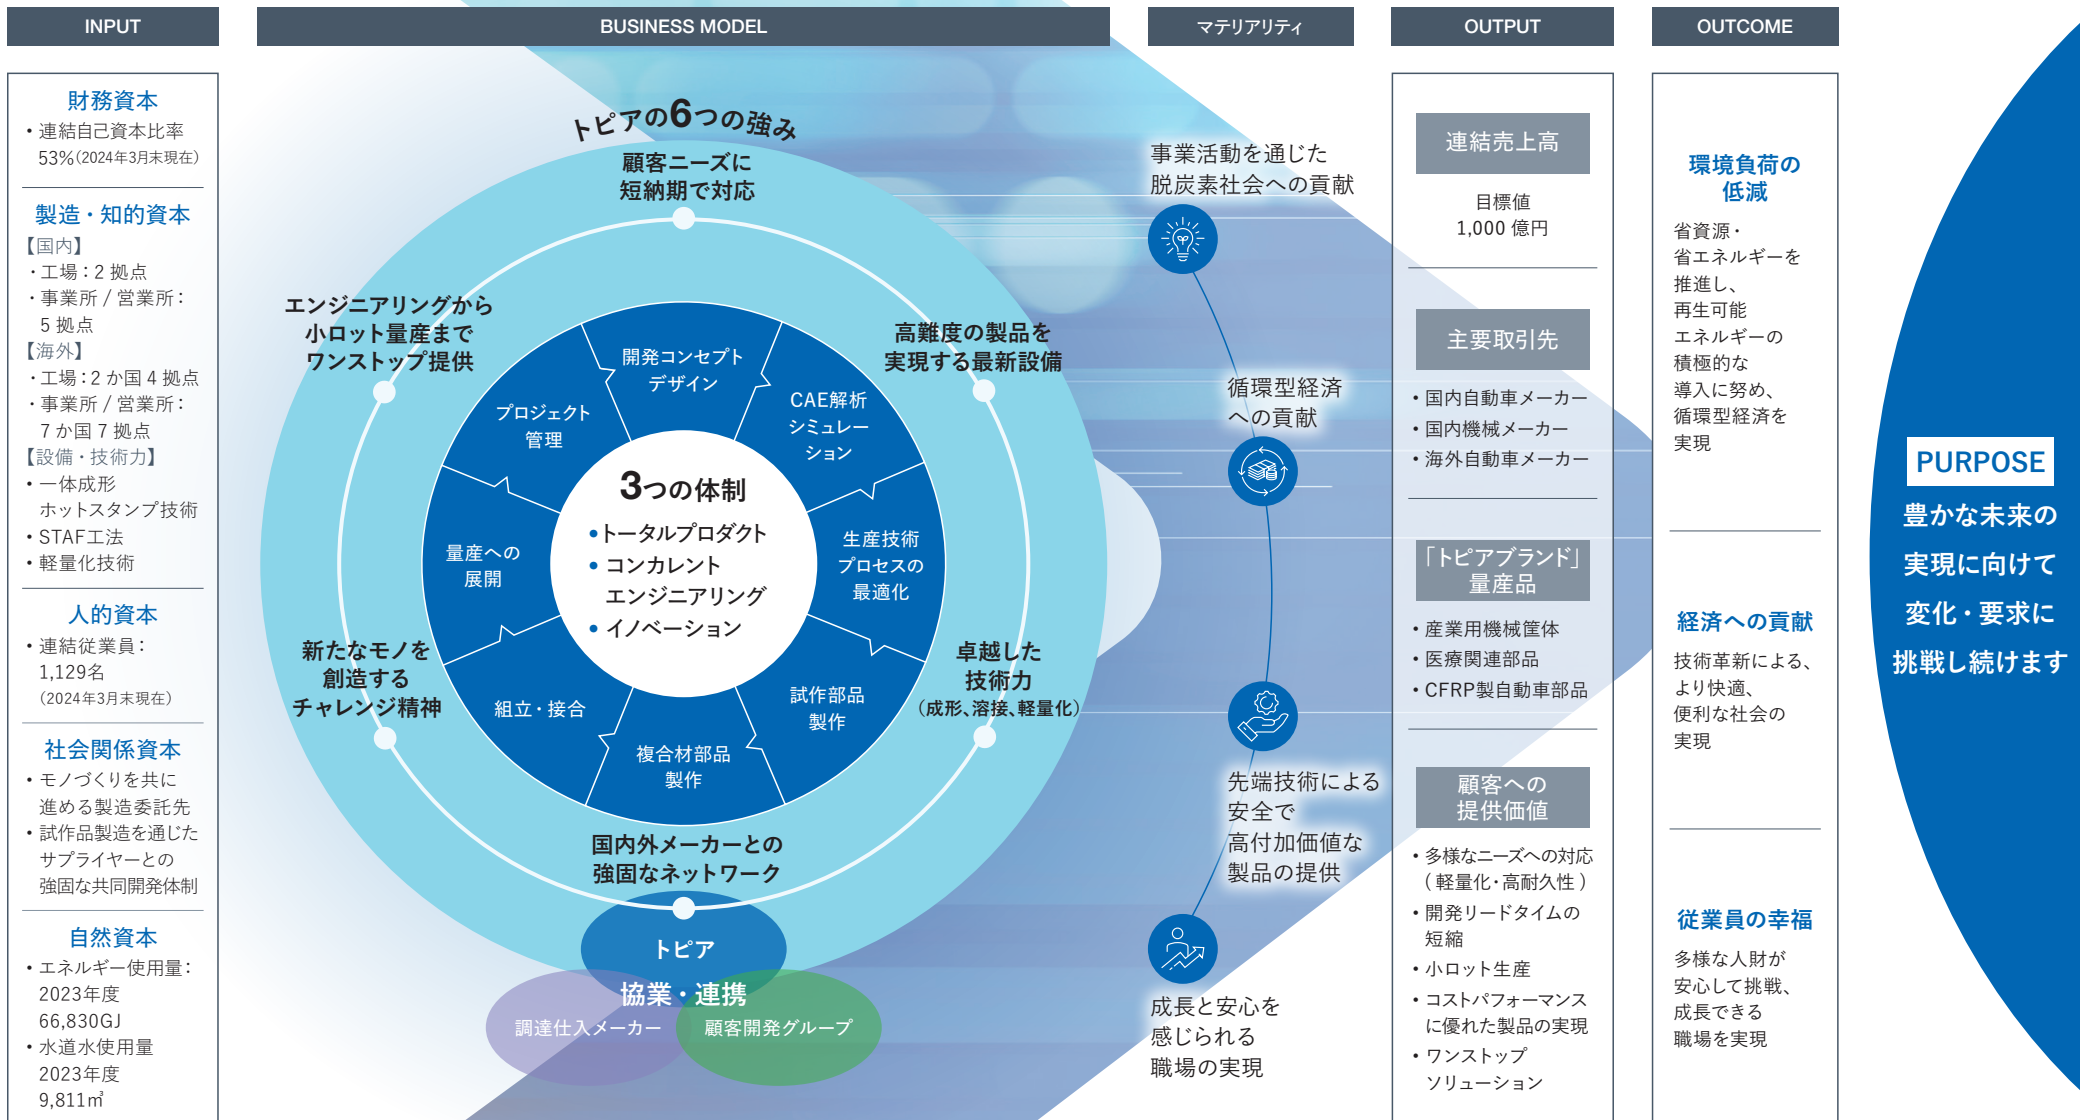 INPUT
財務資本
・連結自己資本比率
53%(2024年3月末現在)
製造・知的資本
【国内】
・工場：2 拠点
・事業所 / 営業所：
5 拠点
【海外】
・工場：2 か国 4 拠点
・事業所 / 営業所：
7 か国 7 拠点
【設備・技術力】
・一体成形
ホットスタンプ技術
・STAF工法
・軽量化技術
人的資本
・連結従業員：
1,129名
(2024年3月末現在)
社会関係資本
・モノづくりを共に
進める製造委託先
・試作品製造を通じた
サプライヤーとの
強固な共同開発体制
自然資本
・エネルギー使用量：
2023年度
66,830GJ
・水道水使用量
2023年度
9,811㎥
BUSINESS MODEL
トピアの6つの強み
顧客ニーズに
短納期で対応
エンジニアリングから
小ロット量産まで
ワンストップ提供
高難度の製品を
実現する最新設備
新たなモノを
創造する
チャレンジ精神
卓越した
技術力
(成形、溶接、軽量化)
国内外メーカーとの
強固なネットワーク
開発コンセプト
デザイン
CAE解析
シミュレー
ション
生産技術
プロセスの
最適化
試作部品
製作
複合材部品
製作
組立・接合
量産への
展開
プロジェクト
管理
3つの体制
・トータルプロダクト
・コンカレント
エンジニアリング
・イノベーション
トピア
協業・連携
調達仕入メーカー
顧客開発グループ
マテリアリティ
事業活動を通じた
脱炭素社会への貢献
循環型経済
への貢献
先端技術による
安全で
高付加価値な
製品の提供
成長と安心を
感じられる
職場の実現
OUTPUT
連結売上高
目標値
1,000 億円
主要取引先
・国内自動車メーカー
・国内機械メーカー
・海外自動車メーカー
「トピアブランド」
量産品
・産業用機械筐体
・医療関連部品
・CFRP製自動車部品
顧客への
提供価値
・多様なニーズへの対応
( 軽量化・高耐久性 )
・開発リードタイムの
短縮
・小ロット生産
・コストパフォーマンス
に優れた製品の実現
・ワンストップ
ソリューション
OUTCOME
環境負荷の
低減
省資源・
省エネルギーを
推進し、
再生可能
エネルギーの
積極的な
導入に努め、
循環型経済を
実現
経済への貢献
技術革新による、
より快適、
便利な社会の
実現
従業員の幸福
多様な人財が
安心して挑戦、
成長できる
職場を実現
PURPOSE
豊かな未来の
実現に向けて
変化・要求に
挑戦し続けます